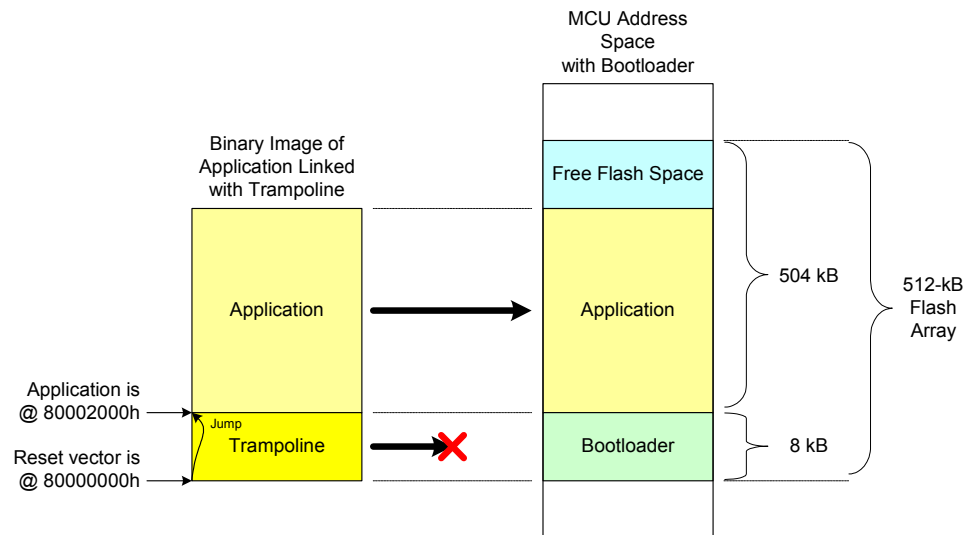 MCU Address
Space
with Bootloader
Binary Image of
Application Linked
with Trampoline
Free Flash Space
Application
Application
504 kB
512-kB
Flash
Array
Application is
@ 80002000h
Jump
Trampoline
Bootloader
8 kB
Reset vector is
@ 80000000h